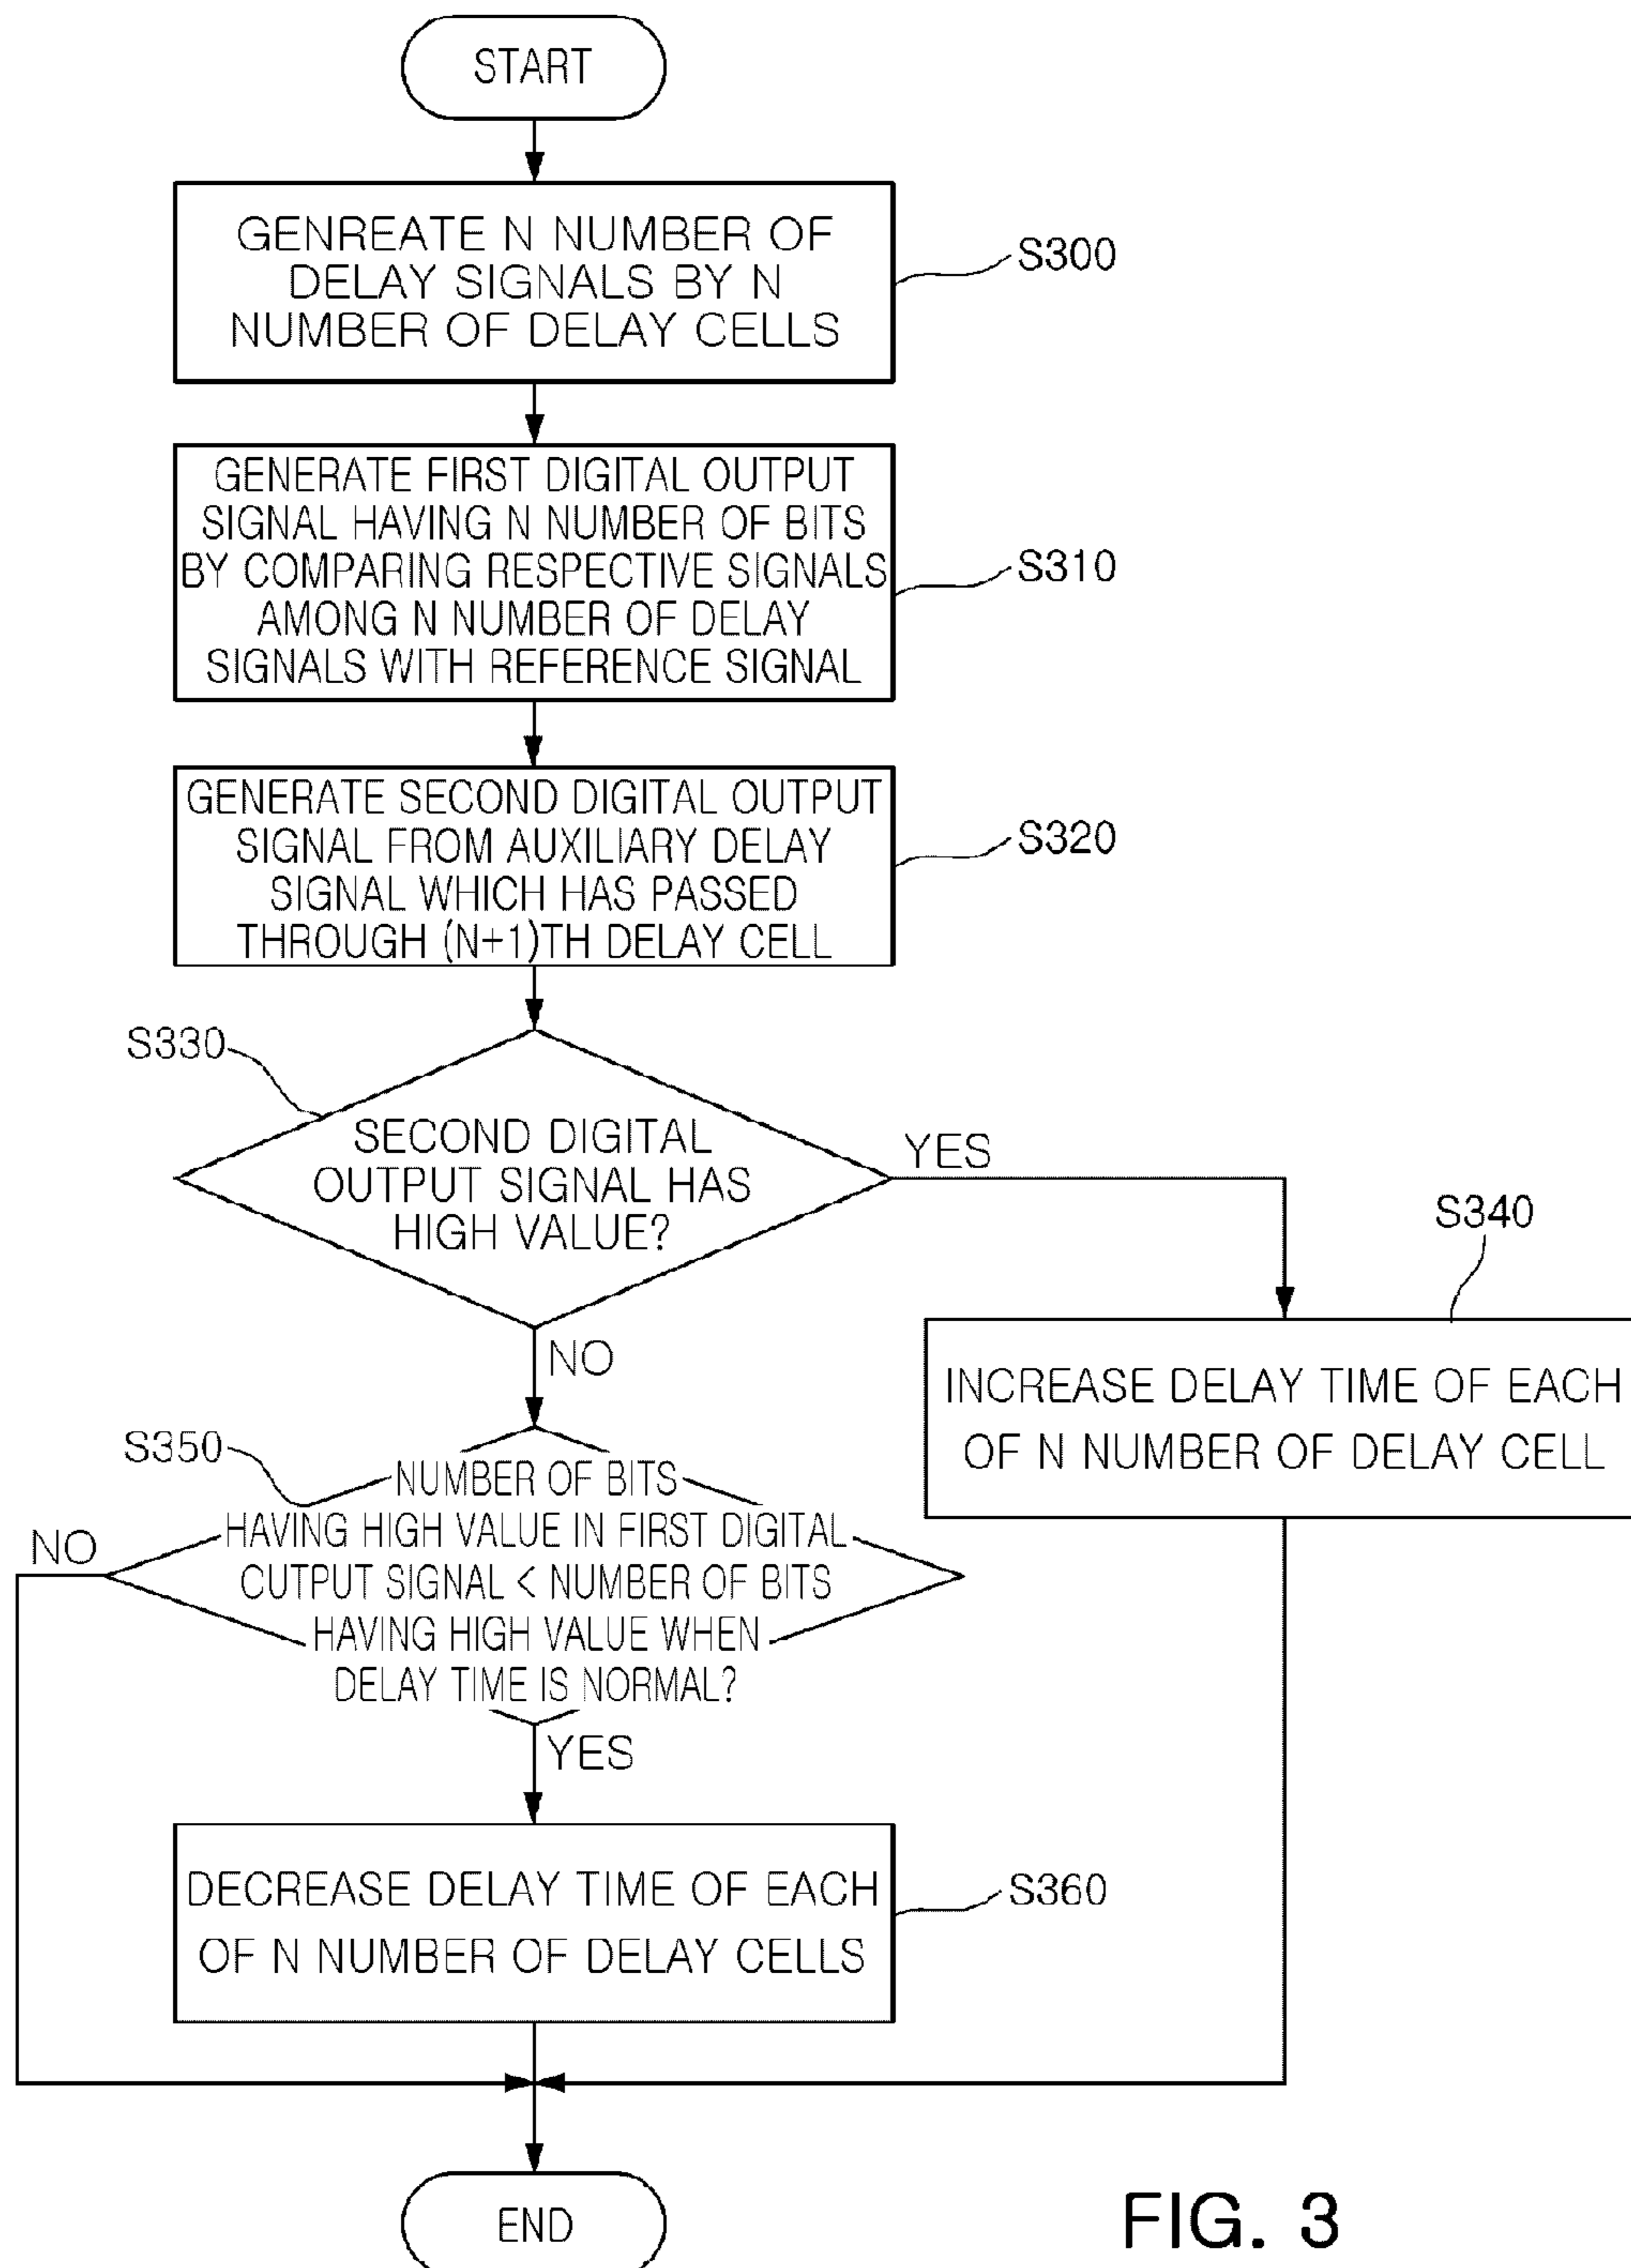 START
GENREATE N NUMBER OF
DELAY SIGNALS BY N
NUMBER OF DELAY CELLS
S300
GENERATE FIRST DIGITAL OUTPUT
SIGNAL HAVING N NUMBER OF BITS
BY COMPARING RESPECTIVE SIGNALS
AMONG N NUMBER OF DELAY
SIGNALS WITH REFERENCE SIGNAL
S310
GENERATE SECOND DIGITAL OUTPUT
SIGNAL FROM AUXILIARY DELAY
SIGNAL WHICH HAS PASSED
THROUGH (N+1)TH DELAY CELL
S320
S330
SECOND DIGITAL
OUTPUT SIGNAL HAS
HIGH VALUE?
YES
NO
S340
INCREASE DELAY TIME OF EACH
OF N NUMBER OF DELAY CELL
S350
NUMBER OF BITS
HAVING HIGH VALUE IN FIRST DIGITAL
CUTPUT SIGNAL < NUMBER OF BITS
HAVING HIGH VALUE WHEN
DELAY TIME IS NORMAL?
NO
YES
DECREASE DELAY TIME OF EACH
OF N NUMBER OF DELAY CELLS
S360
END
FIG. 3